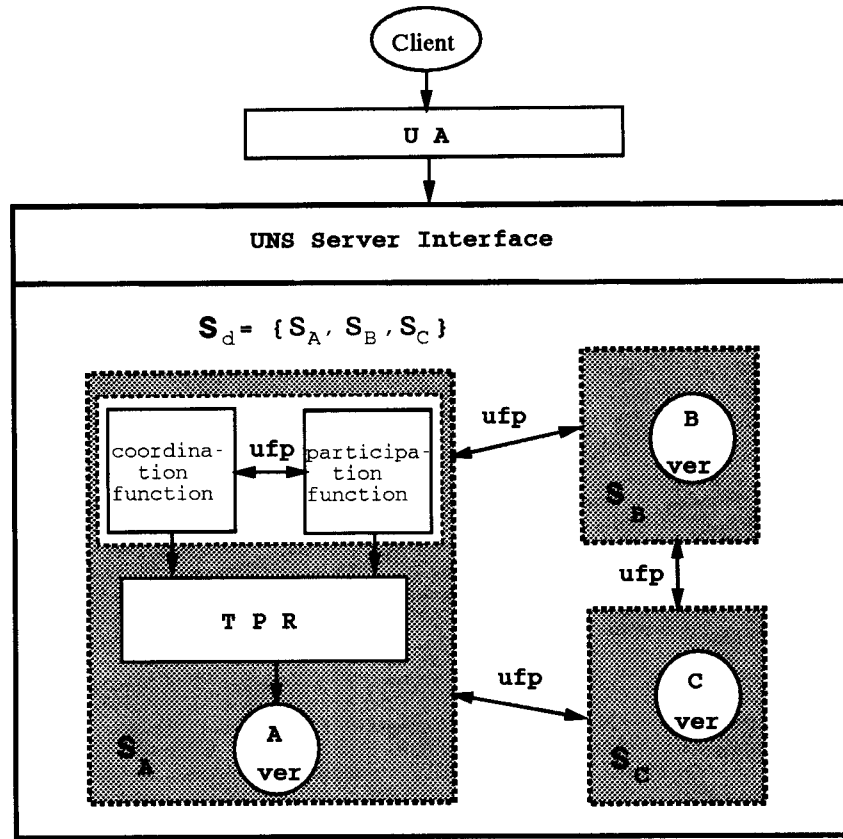 Client
U A
UNS Server Interface
S_d = { S_A, S_B, S_C }
coordina-
tion
function
ufp
participa-
tion
function
T P R
A
ver
S_A
ufp
B
ver
S_B
ufp
ufp
C
ver
S_C